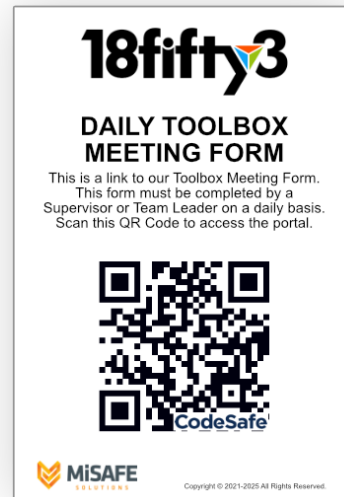 18fifty3
DAILY TOOLBOX
MEETING FORM
This is a link to our Toolbox Meeting Form.
This form must be completed by a
Supervisor or Team Leader on a daily basis.
Scan this QR Code to access the portal.
CodeSafe
MiSAFE
SOLUTIONS
Copyright © 2021-2025 All Rights Reserved.